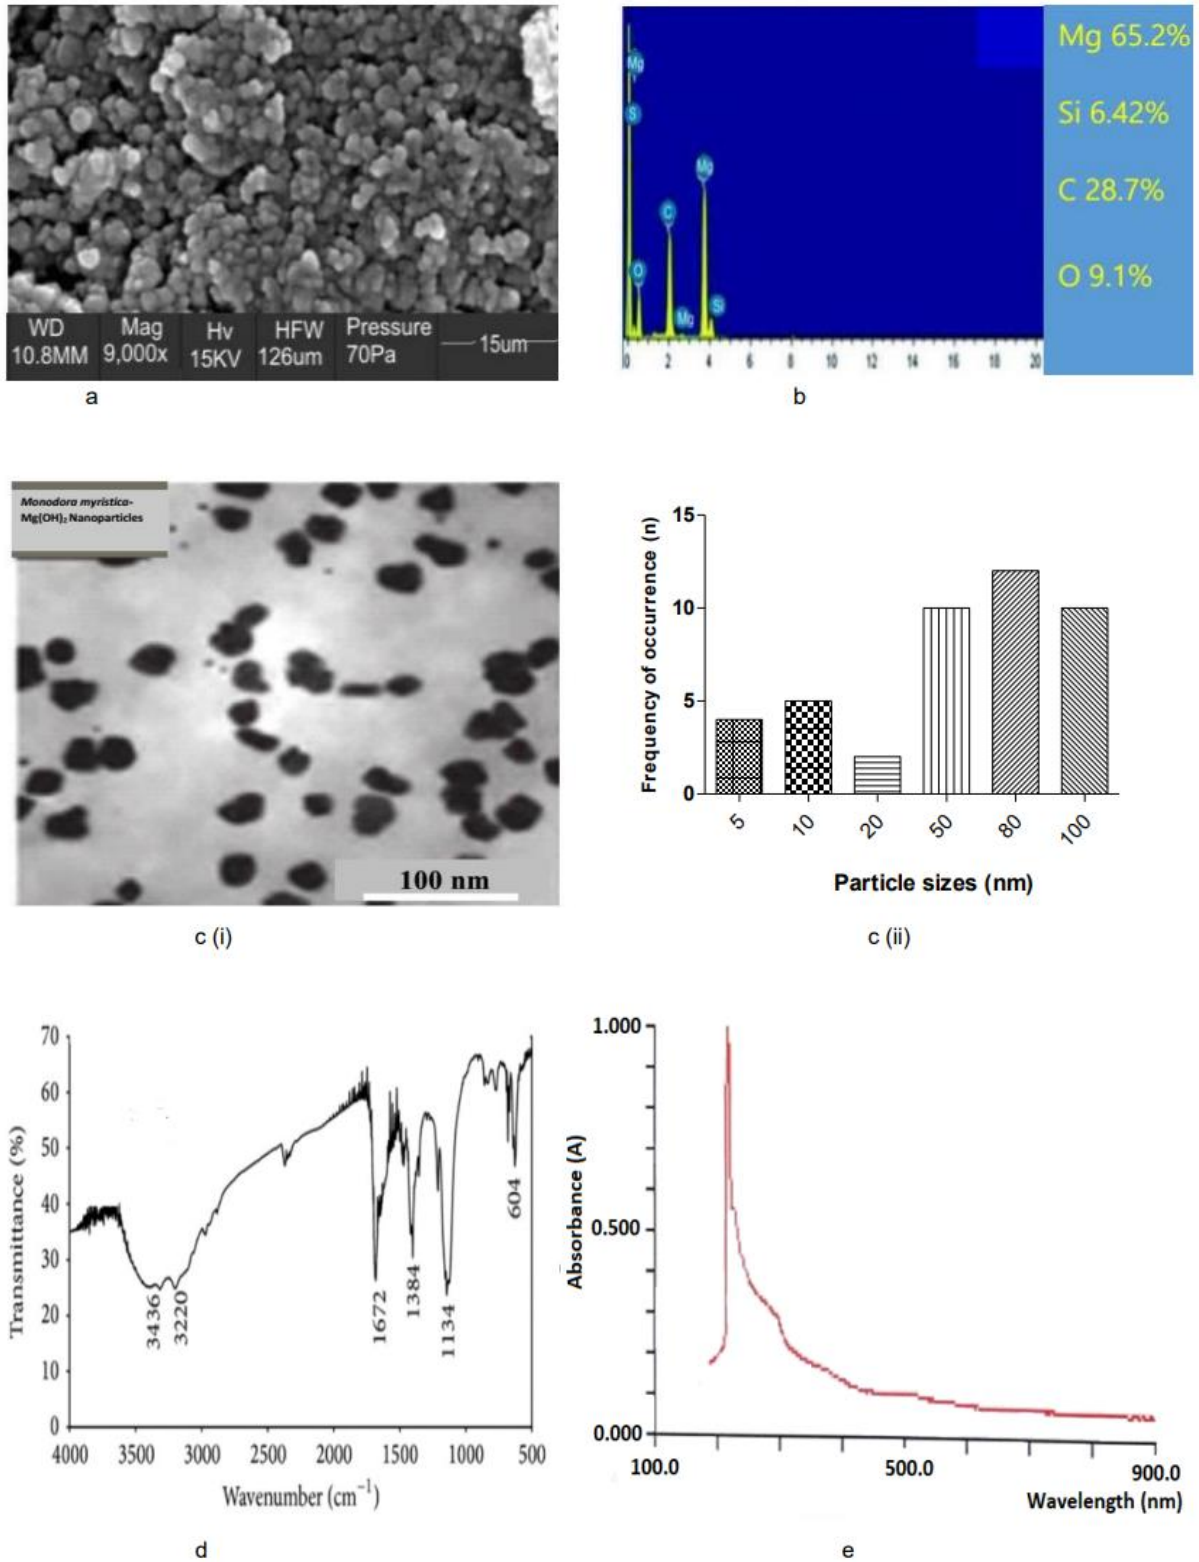 WD Mag Hv HFW Pressure
10.8MM 9,000x 15KV 126um 70Pa 15um
a
Mg
S
O
C
Mg
Mg
Si
0 2 4 6 8 10 12 14 16 18 20
Mg 65.2%
Si 6.42%
C 28.7%
O 9.1%
b
Monodora myristica-
Mg(OH)₂ Nanoparticles
100 nm
c (i)
Frequency of occurrence (n)
15
10
5
0
5 10 20 50 80 100
Particle sizes (nm)
c (ii)
Transmittance (%)
70
60
50
40
30
20
10
0
3436
3220
1672
1384
1134
604
4000 3500 3000 2500 2000 1500 1000 500
Wavenumber (cm⁻¹)
d
Absorbance (A)
1.000
0.500
0.000
100.0 500.0 900.0
Wavelength (nm)
e